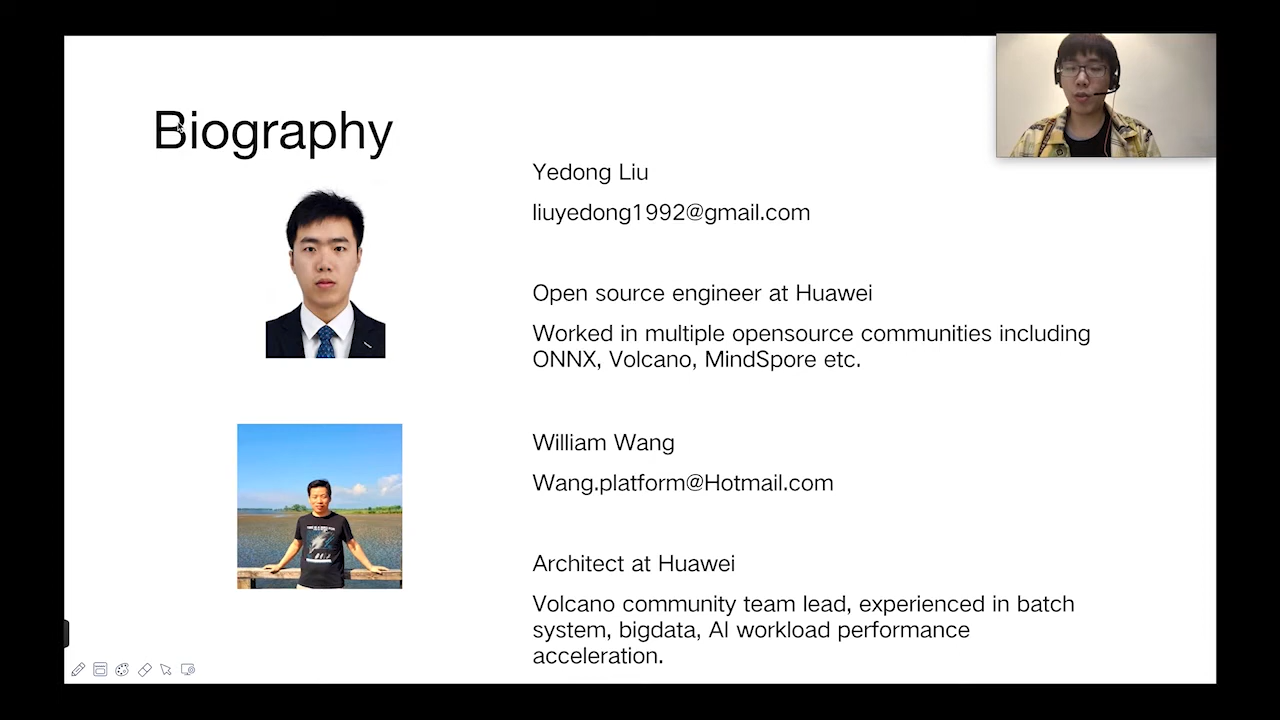 Biography
Yedong Liu
liuyedong1992@gmail.com
Open source engineer at Huawei
Worked in multiple opensource communities including
ONNX, Volcano, MindSpore etc.
William Wang
Wang.platform@Hotmail.com
Architect at Huawei
Volcano community team lead, experienced in batch
system, bigdata, AI workload performance
acceleration.